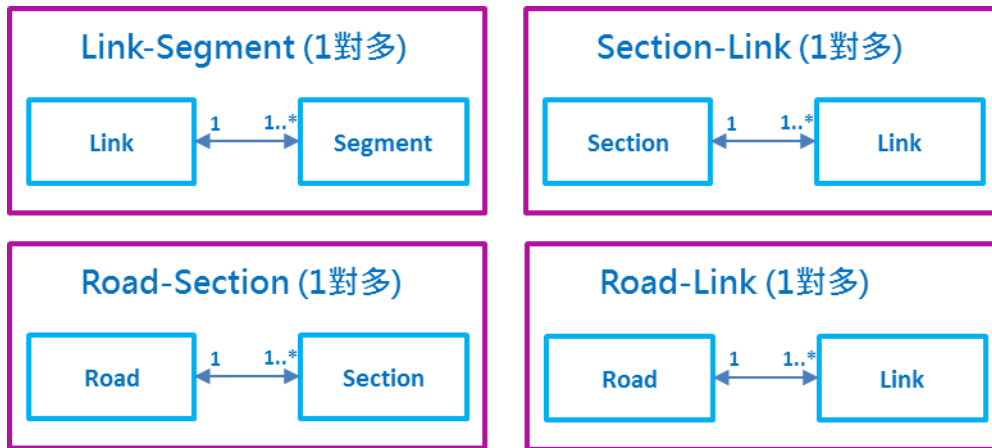 Link-Segment (1對多)
Link
1
1..*
Segment
Section-Link (1對多)
Section
1
1..*
Link
Road-Section (1對多)
Road
1
1..*
Section
Road-Link (1對多)
Road
1
1..*
Link